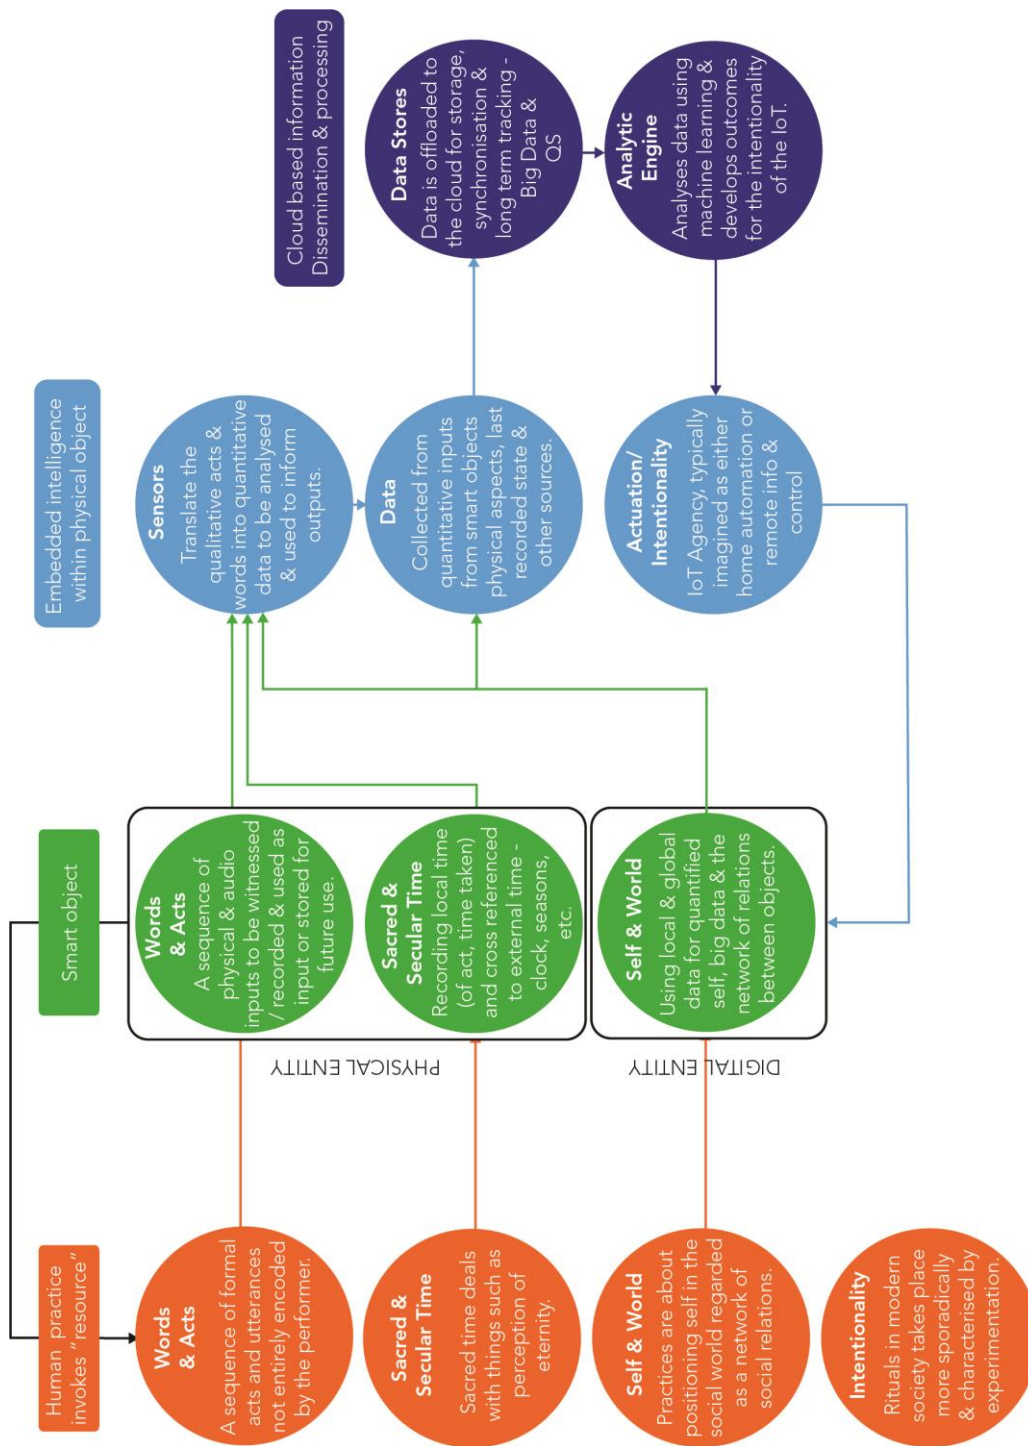 Human practice
invokes “resource”
Words
& Acts
A sequence of formal
acts and utterances
not entirely encoded
by the performer.
Sacred &
Secular Time
Sacred time deals
with things such as
perception of
eternity.
Self & World
Practices are about
positioning self in the
social world regarded
as a network of
social relations.
Intentionality
Rituals in modern
society takes place
more sporadically
& characterised by
experimentation.
Smart object
PHYSICAL ENTITY
Words
& Acts
A sequence of
physical & audio
inputs to be witnessed
/ recorded & used as
input or stored for
future use.
Sacred &
Secular Time
Recording local time
(of act, time taken)
and cross referenced
to external time -
clock, seasons,
etc.
DIGITAL ENTITY
Self & World
Using local & global
data for quantified
self, big data & the
network of relations
between objects.
Embedded intelligence
within physical object
Sensors
Translate the
qualitative acts &
words into quantitative
data to be analysed
& used to inform
outputs.
Data
Collected from
quantitative inputs
from smart objects
physical aspects, last
recorded state &
other sources.
Actuation/
Intentionality
IoT Agency, typically
imagined as either
home automation or
remote info &
control
Cloud based information
Dissemination & processing
Data Stores
Data is offloaded to
the cloud for storage,
synchronisation &
long term tracking -
Big Data &
QS
Analytic
Engine
Analyses data using
machine learning &
develops outcomes
for the intentionality
of the IoT.